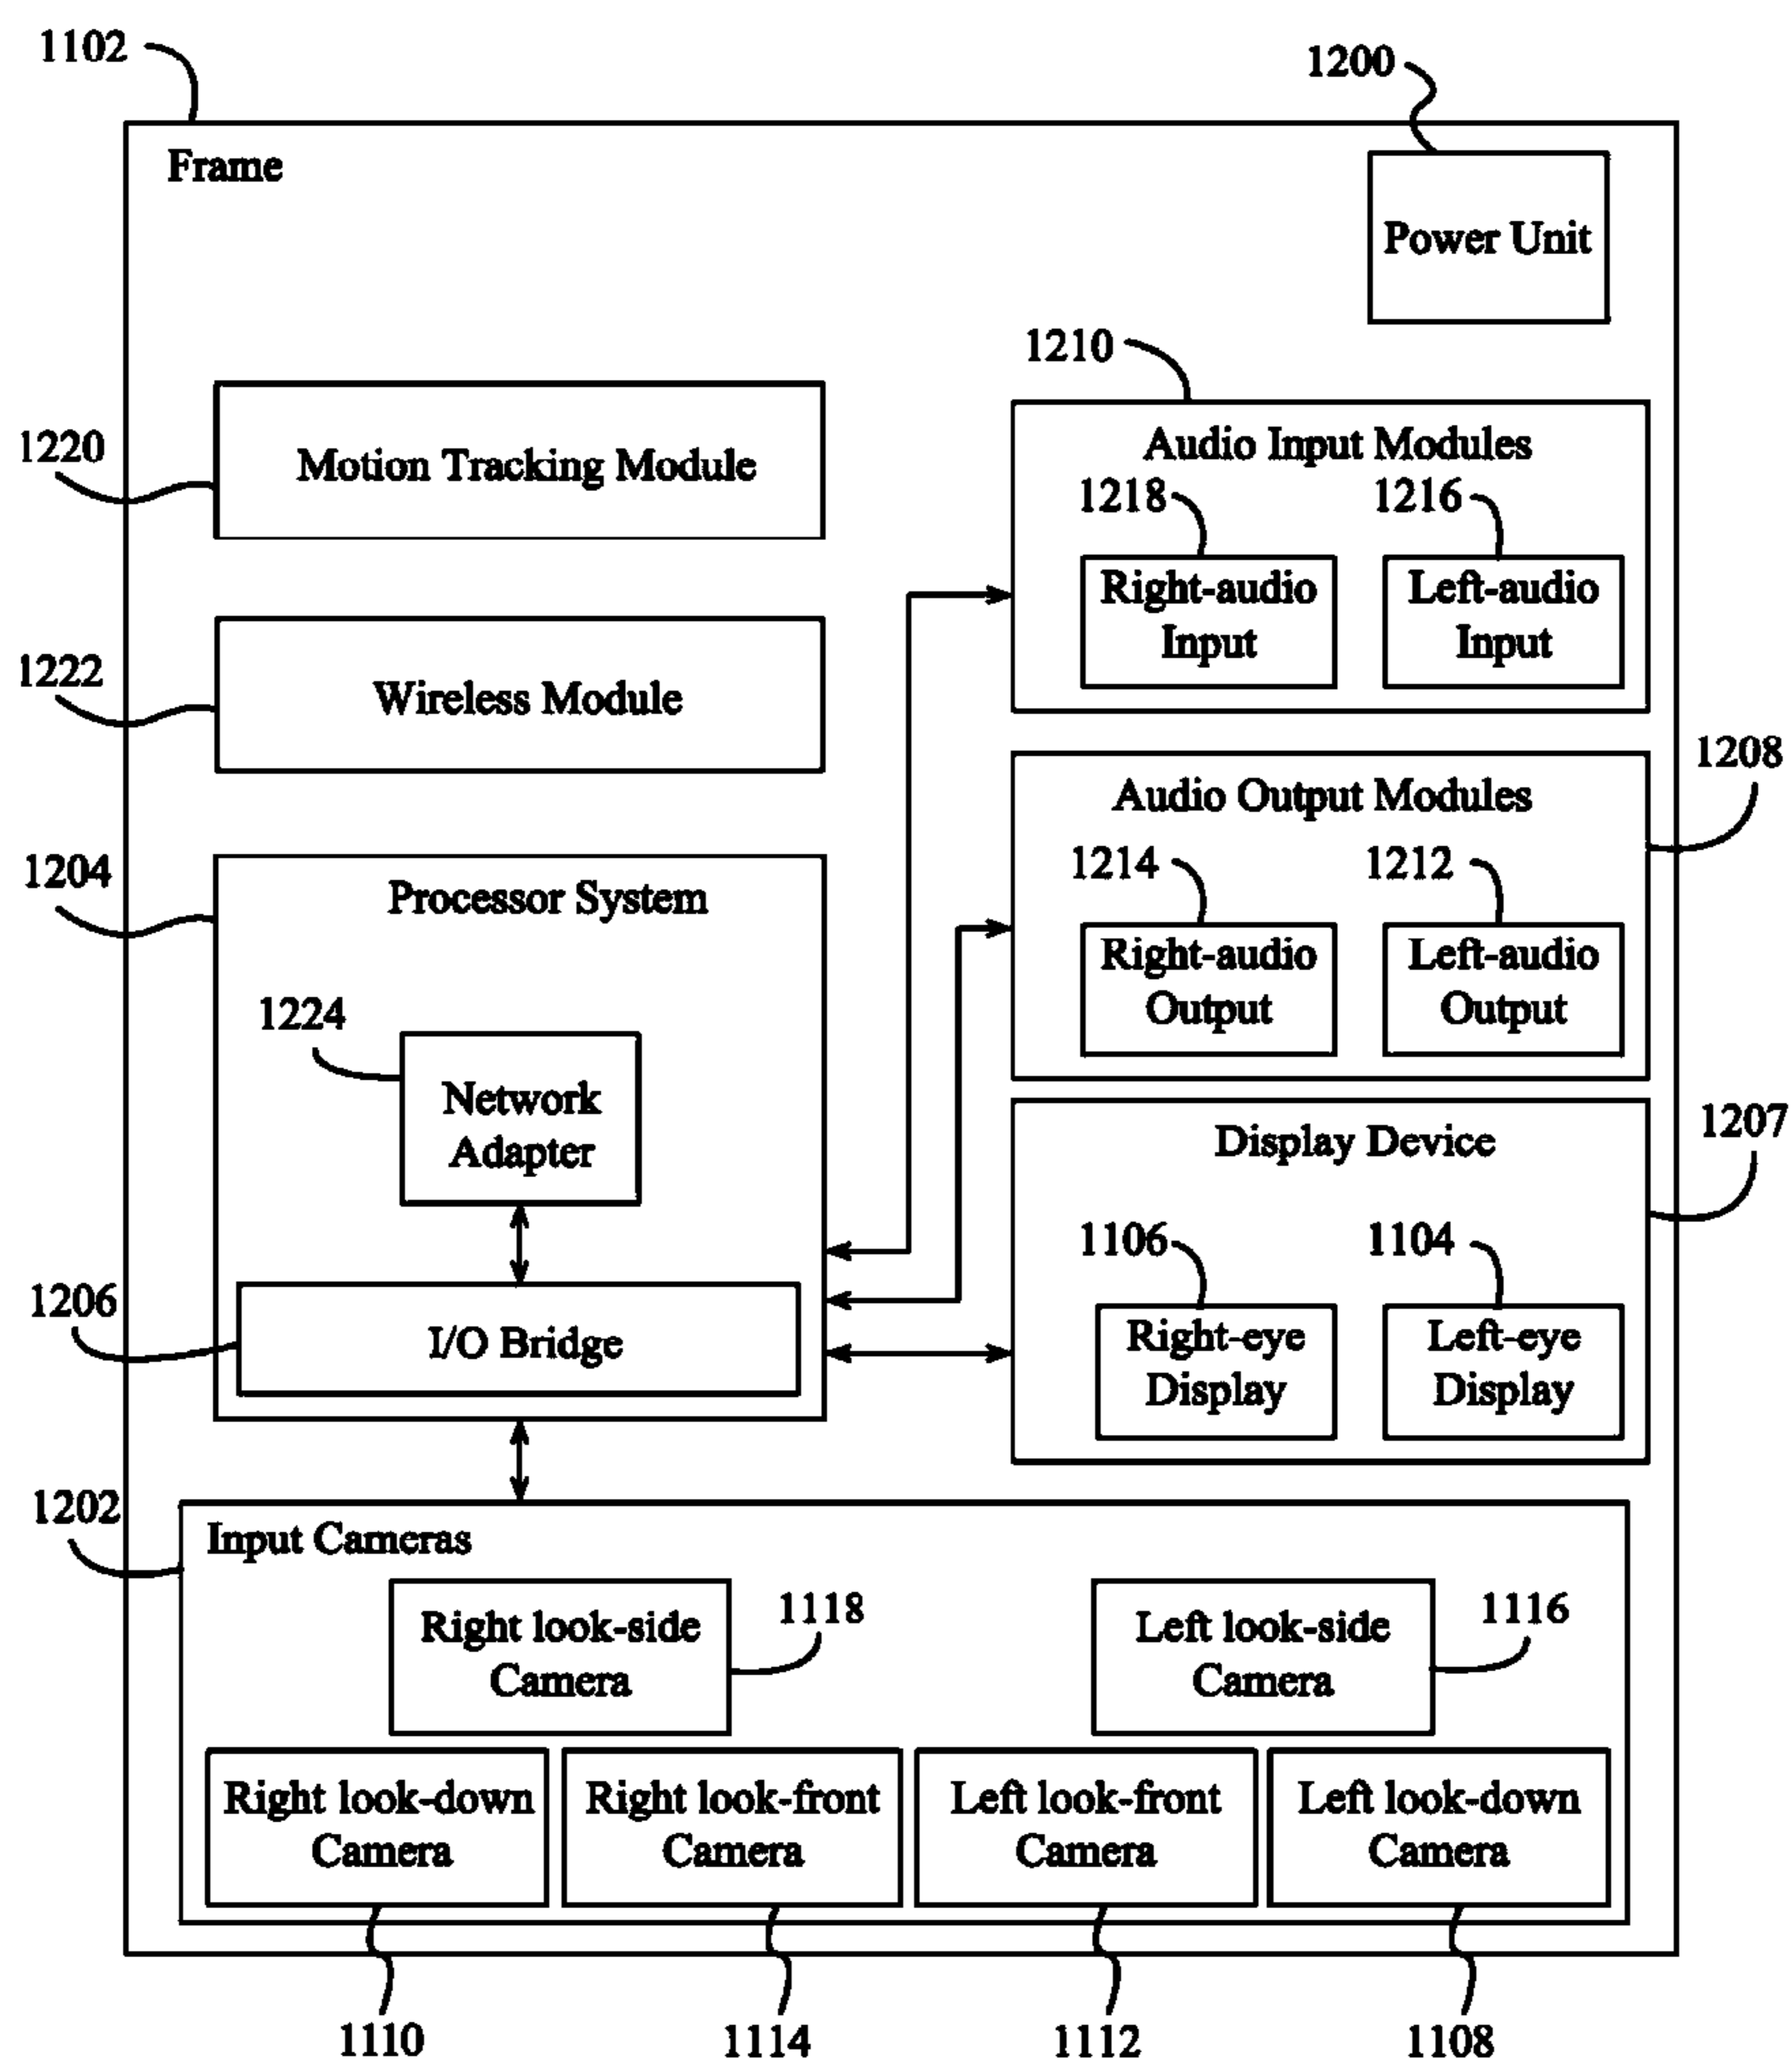 1102
1200
Frame
Power Unit
1210
1220
Motion Tracking Module
Audio Input Modules
1218
1216
Right-audio
Input
Left-audio
Input
1222
Wireless Module
1208
Audio Output Modules
1214
1212
Right-audio
Output
Left-audio
Output
1204
Processor System
1224
Network
Adapter
1207
Display Device
1106
1104
Right-eye
Display
Left-eye
Display
1206
I/O Bridge
1202
Input Cameras
Right look-side
Camera
1118
Left look-side
Camera
1116
Right look-down
Camera
Right look-front
Camera
Left look-front
Camera
Left look-down
Camera
1110
1114
1112
1108